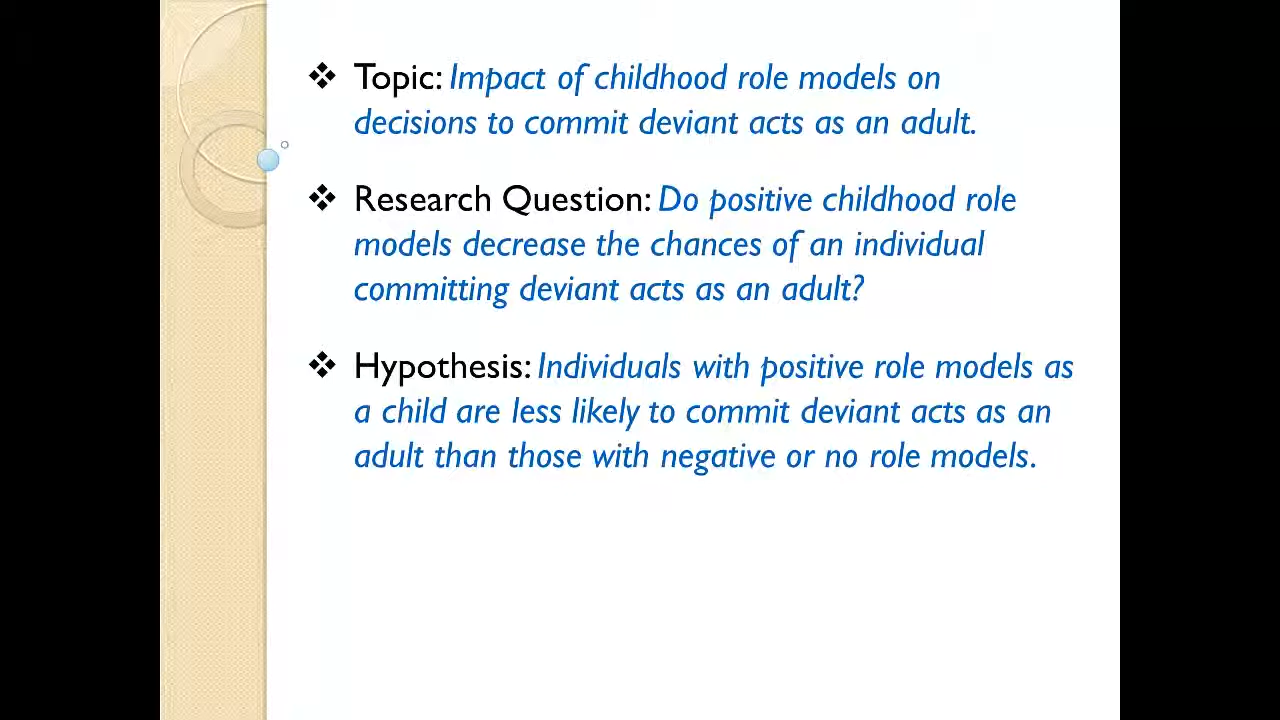 ❖ Topic: Impact of childhood role models on
decisions to commit deviant acts as an adult.
❖ Research Question: Do positive childhood role
models decrease the chances of an individual
committing deviant acts as an adult?
❖ Hypothesis: Individuals with positive role models as
a child are less likely to commit deviant acts as an
adult than those with negative or no role models.